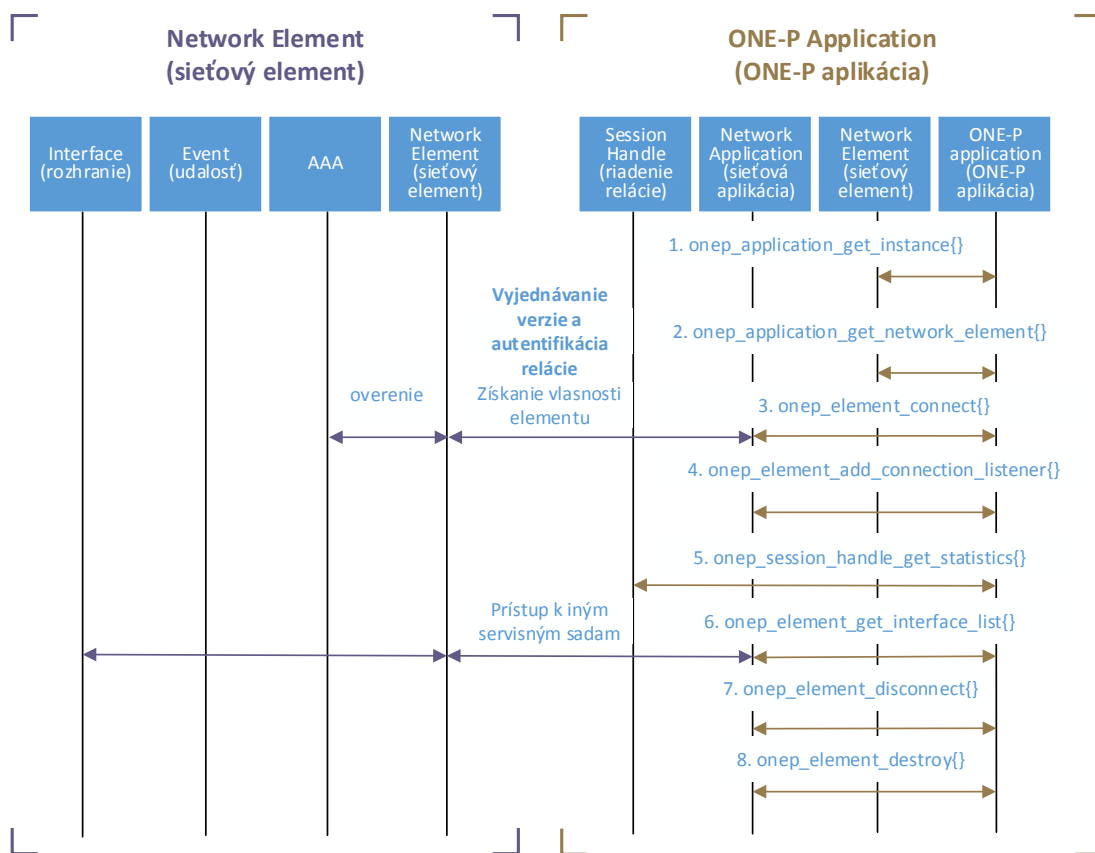 Network Element
(sieťový element)
ONE-P Application
(ONE-P aplikácia)
Interface
(rozhranie)
Event
(udalosť)
AAA
Network
Element
(sieťový
element)
Session
Handle
(riadenie
relácie)
Network
Application
(sieťová
aplikácia)
Network
Element
(sieťový
element)
ONE-P
application
(ONE-P
aplikácia)
1. onep_application_get_instance{}
Vyjednávanie
verzie a
autentifikácia
relácie
Získanie vlasnosti
elementu
2. onep_application_get_network_element{}
overenie
3. onep_element_connect{}
4. onep_element_add_connection_listener{}
5. onep_session_handle_get_statistics{}
Prístup k iným
servisným sadam
6. onep_element_get_interface_list{}
7. onep_element_disconnect{}
8. onep_element_destroy{}